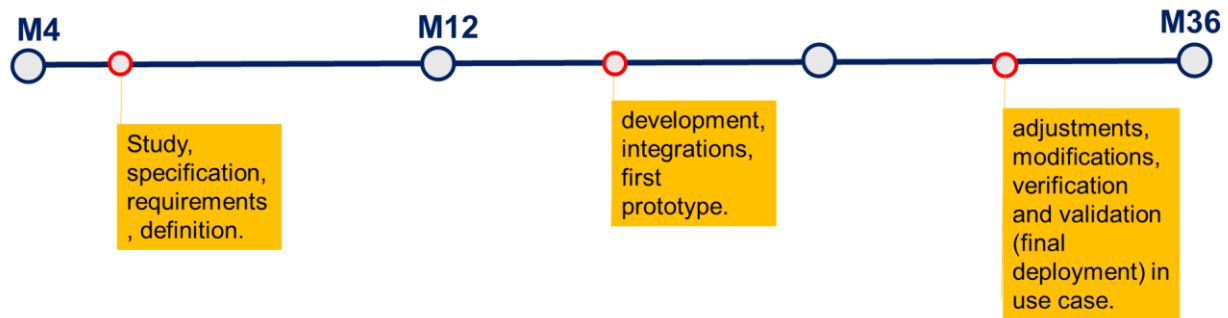 M4
M12
M36
Study,
specification,
requirements
, definition.
development,
integrations,
first
prototype.
adjustments,
modifications,
verification
and validation
(final
deployment) in
use case.